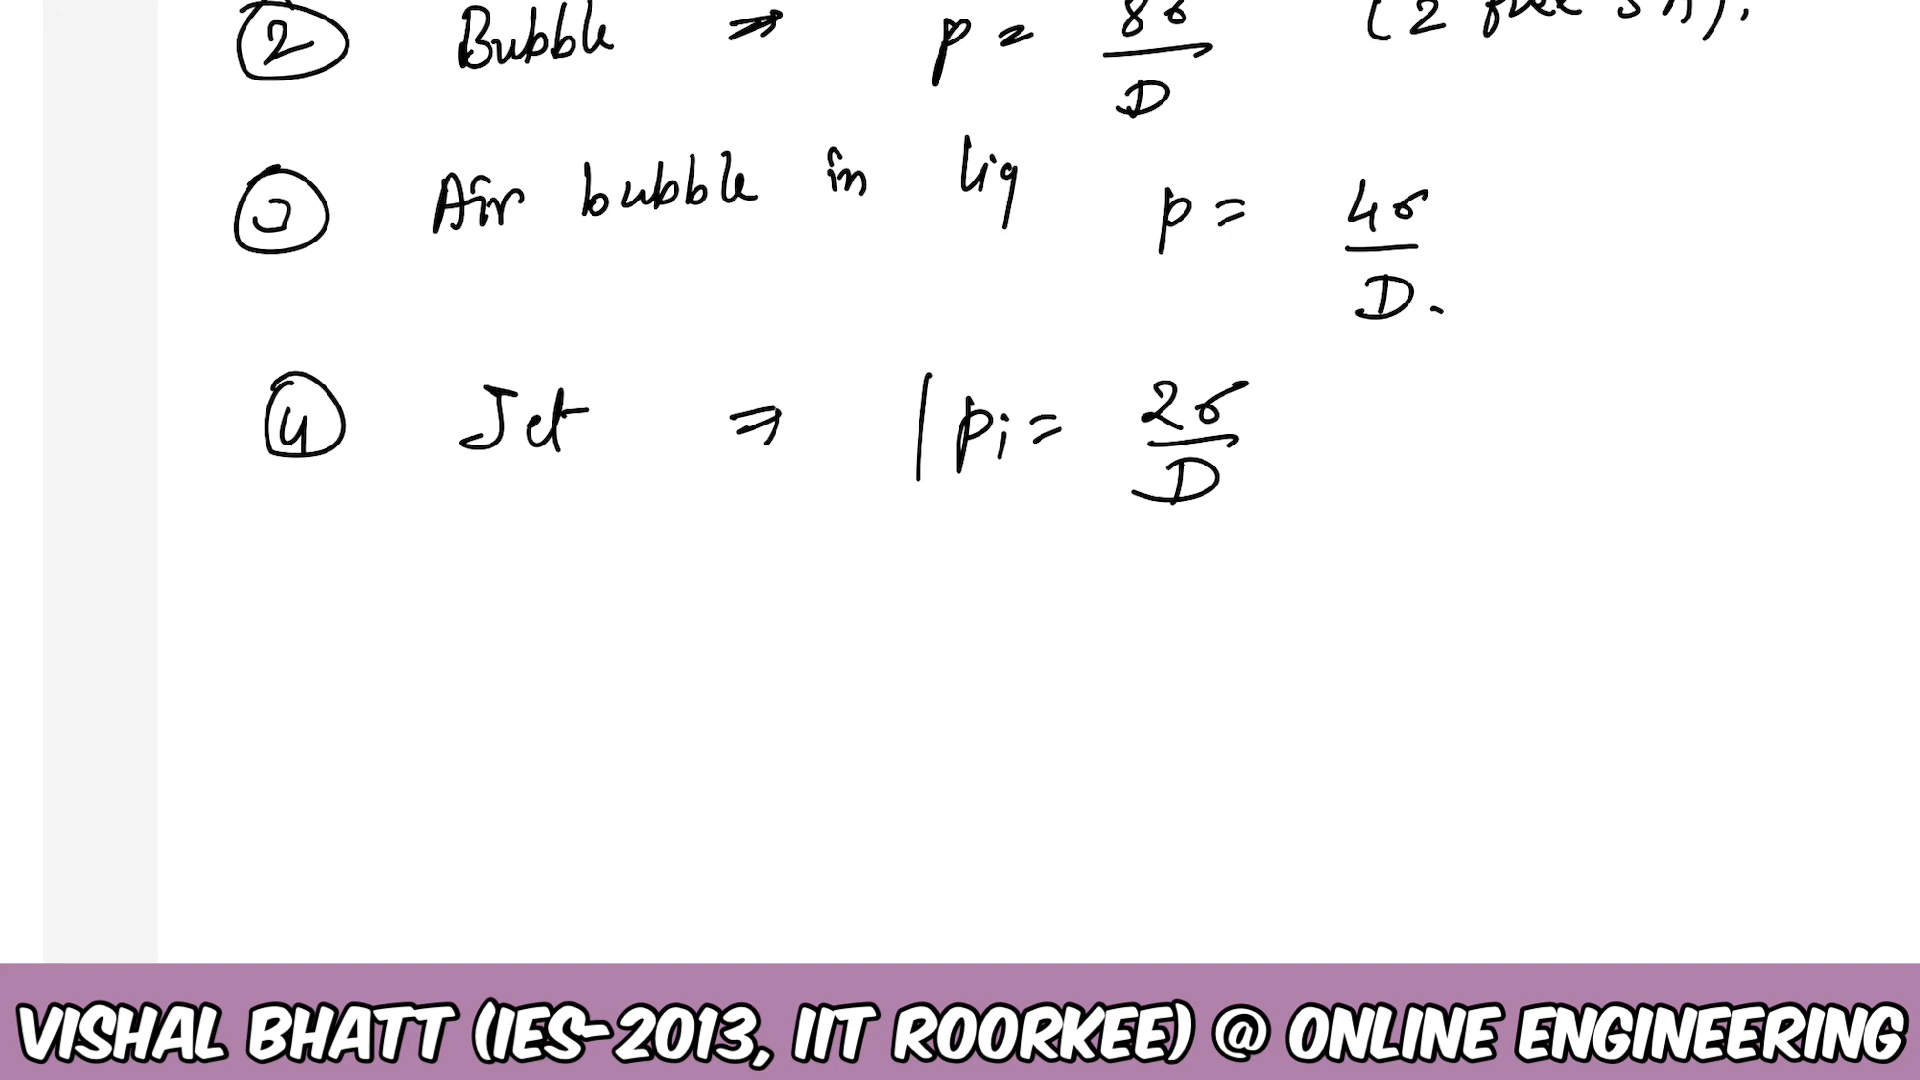 ② Bubble ⇒ p = 8σ/D (2
③ Air bubble in liq p = 4σ/D.
④ Jet ⇒ | pi = 2σ/D
VISHAL BHATT (IES-2013, IIT ROORKEE) @ ONLINE ENGINEERING